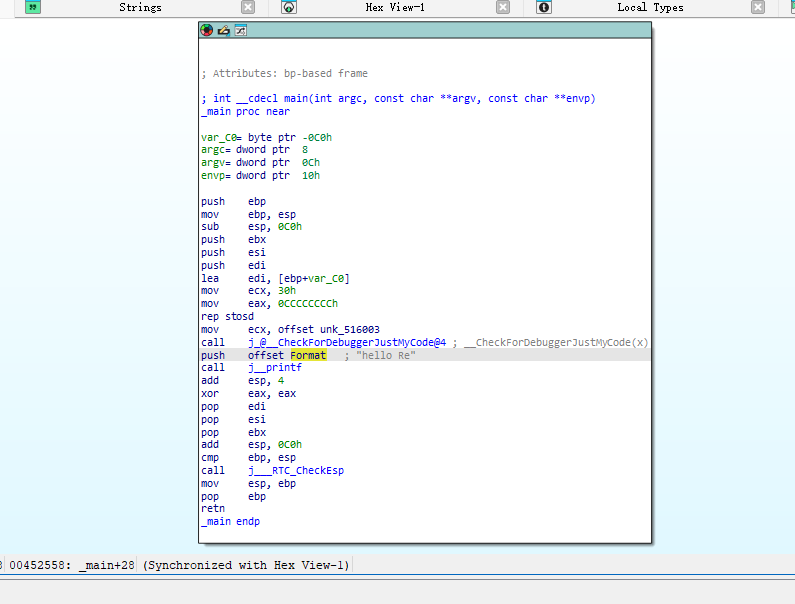 Strings Hex View-1 Local Types
; Attributes: bp-based frame
; int __cdecl main(int argc, const char **argv, const char **envp)
_main proc near
var_C0= byte ptr -0C0h
argc= dword ptr  8
argv= dword ptr  0Ch
envp= dword ptr  10h
push    ebp
mov     ebp, esp
sub     esp, 0C0h
push    ebx
push    esi
push    edi
lea     edi, [ebp+var_C0]
mov     ecx, 30h
mov     eax, 0CCCCCCCCh
rep stosd
mov     ecx, offset unk_516003
call    j_@__CheckForDebuggerJustMyCode@4 ; __CheckForDebuggerJustMyCode(x)
push    offset Format   ; "hello Re"
call    j__printf
add     esp, 4
xor     eax, eax
pop     edi
pop     esi
pop     ebx
add     esp, 0C0h
cmp     ebp, esp
call    j___RTC_CheckEsp
mov     esp, ebp
pop     ebp
retn
_main endp
00452558: _main+28 (Synchronized with Hex View-1)